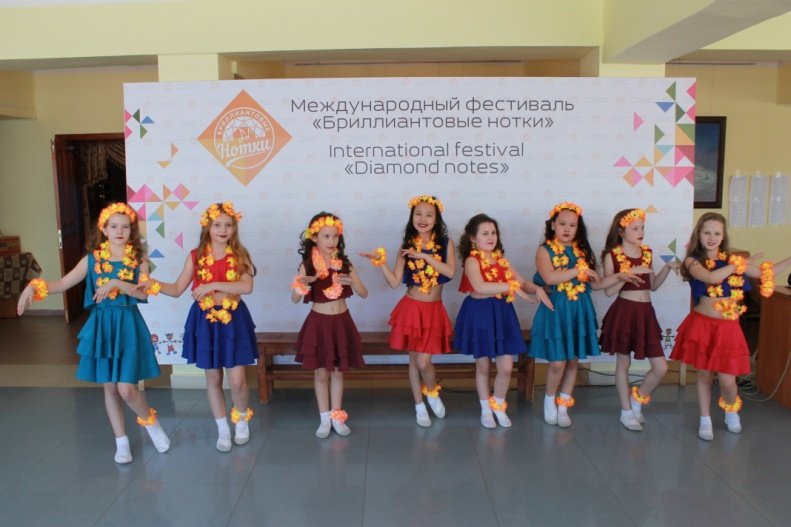 БРИЛЛИАНТОВЫЕ
Нотки
Международный фестиваль
«Бриллиантовые нотки»
International festival
«Diamond notes»